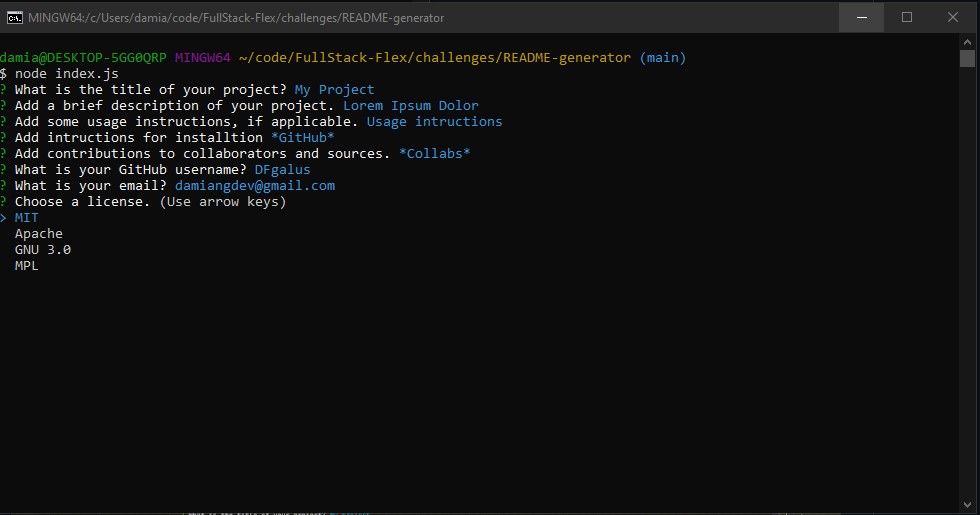 MINGW64:/c/Users/damia/code/FullStack-Flex/challenges/README-generator
damia@DESKTOP-5GG0QRP MINGW64 ~/code/FullStack-Flex/challenges/README-generator (main)
$ node index.js
? What is the title of your project? My Project
? Add a brief description of your project. Lorem Ipsum Dolor
? Add some usage instructions, if applicable. Usage intructions
? Add intructions for installtion *GitHub*
? Add contributions to collaborators and sources. *Collabs*
? What is your GitHub username? DFgalus
? What is your email? damiangdev@gmail.com
? Choose a license. (Use arrow keys)
> MIT
Apache
GNU 3.0
MPL